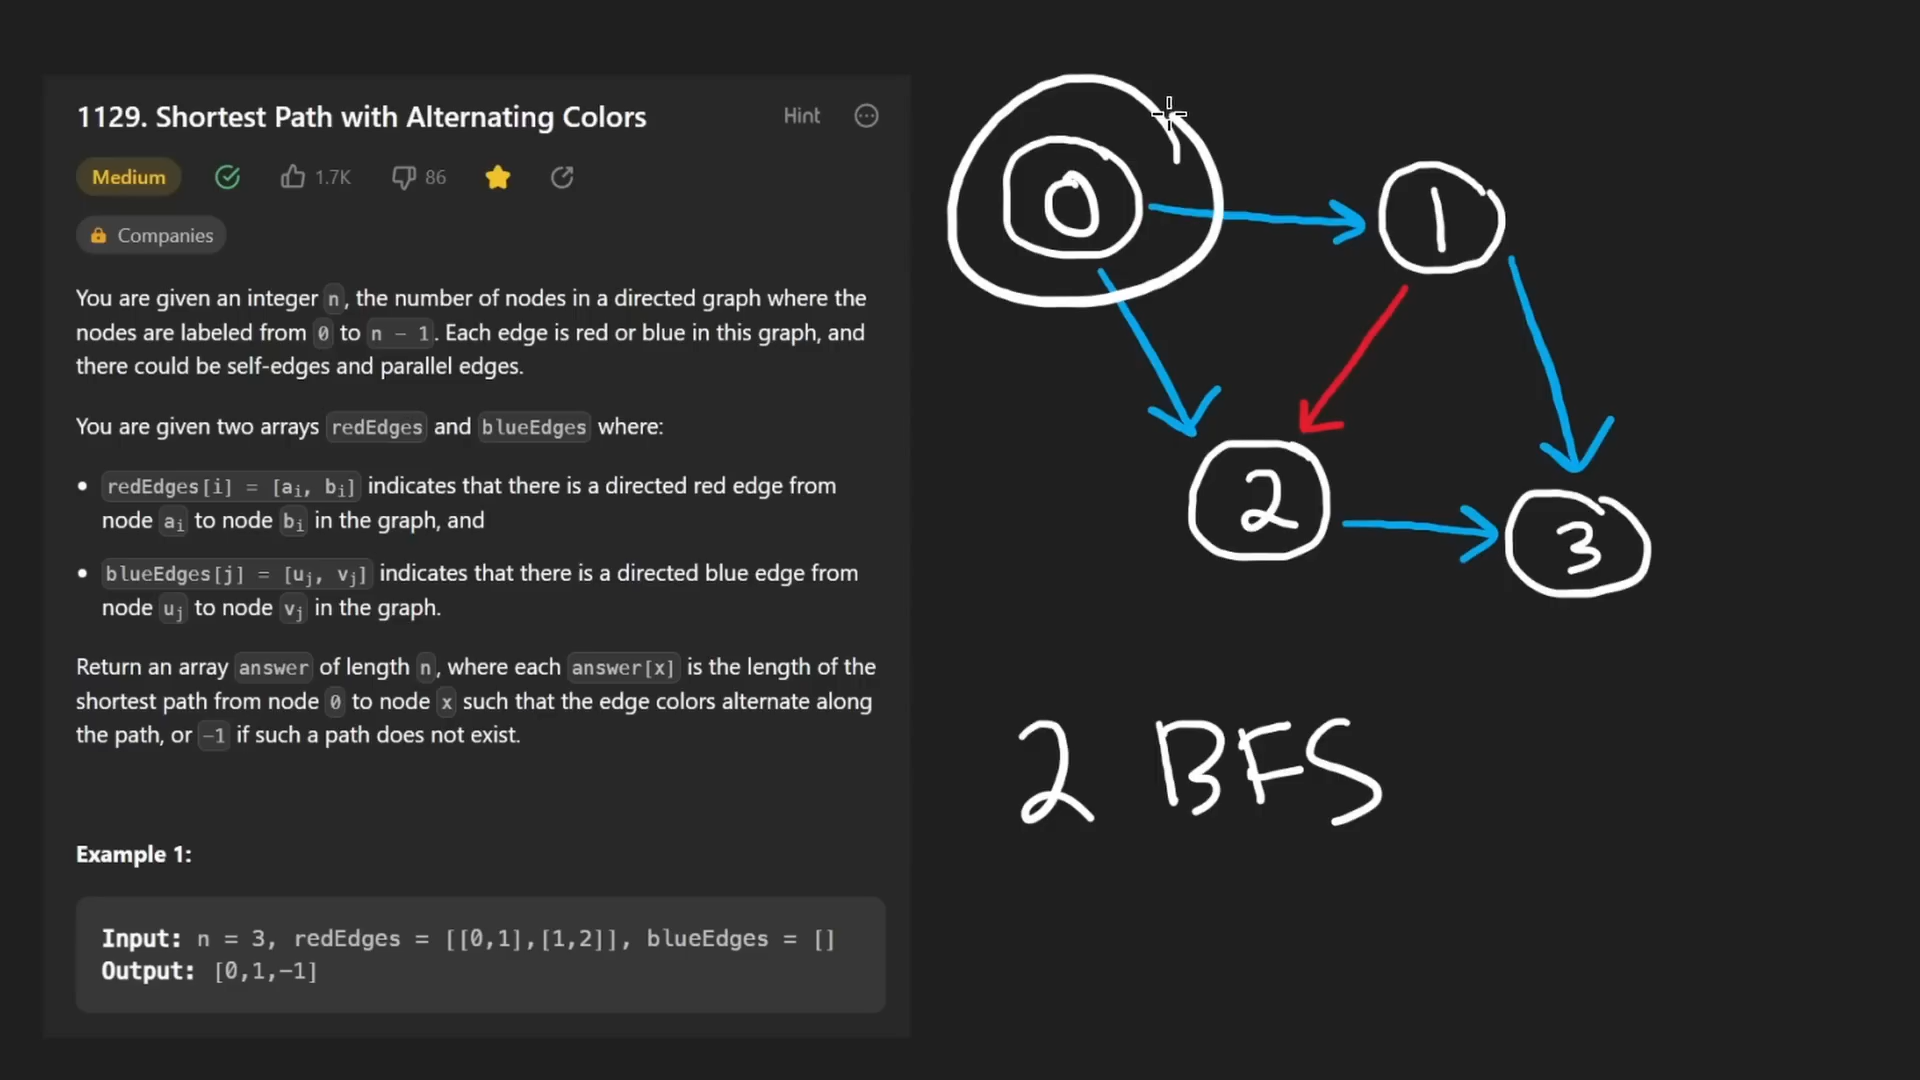 1129. Shortest Path with Alternating Colors
Hint
Medium
1.7K
86
Companies
You are given an integer n, the number of nodes in a directed graph where the
nodes are labeled from 0 to n - 1. Each edge is red or blue in this graph, and
there could be self-edges and parallel edges.
You are given two arrays redEdges and blueEdges where:
• redEdges[i] = [aᵢ, bᵢ] indicates that there is a directed red edge from
node aᵢ to node bᵢ in the graph, and
• blueEdges[j] = [uⱼ, vⱼ] indicates that there is a directed blue edge from
node uⱼ to node vⱼ in the graph.
Return an array answer of length n, where each answer[x] is the length of the
shortest path from node 0 to node x such that the edge colors alternate along
the path, or -1 if such a path does not exist.
Example 1:
Input: n = 3, redEdges = [[0,1],[1,2]], blueEdges = []
Output: [0,1,-1]
0
1
2
3
2 BFS